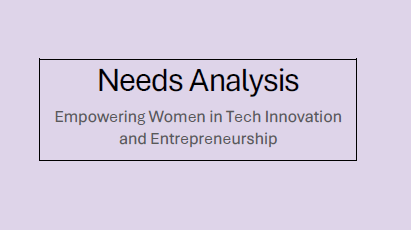 Needs Analysis
Empowering Women in Tech Innovation
and Entrepreneurship